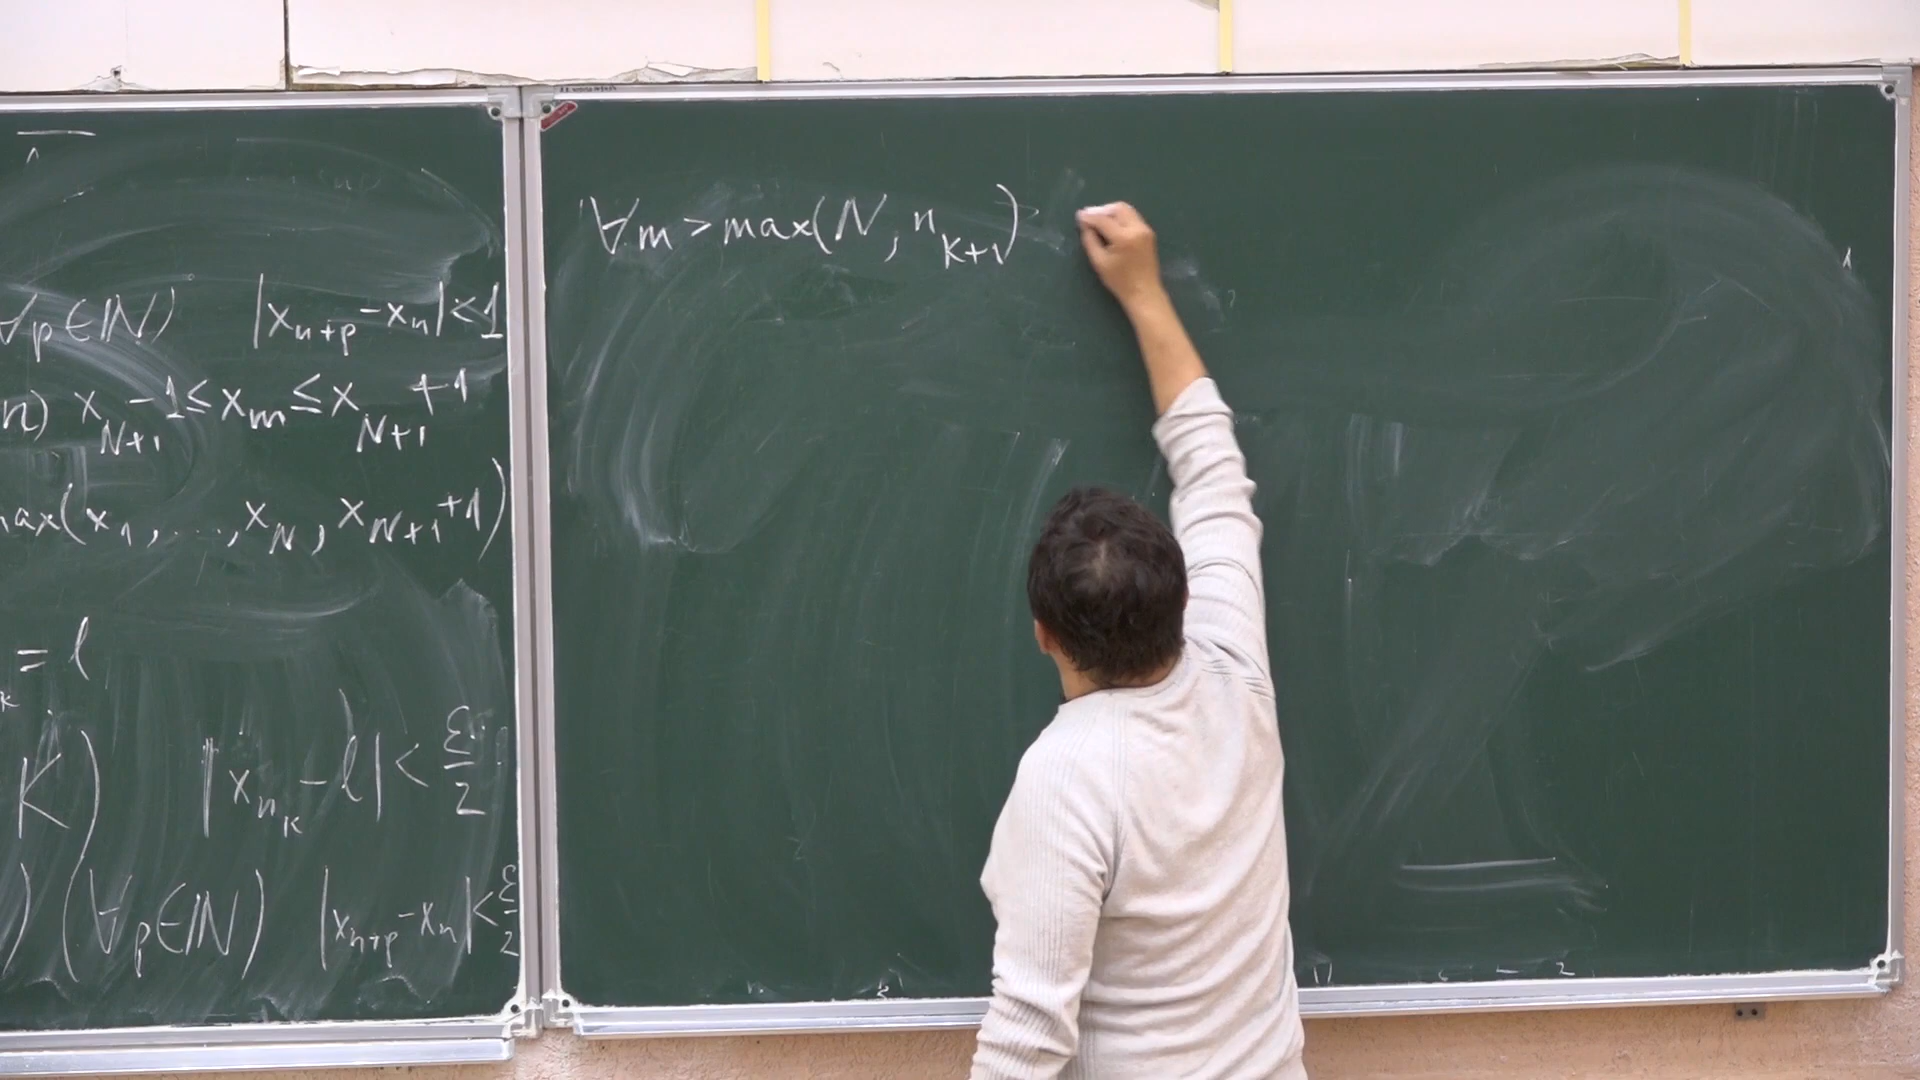 ∀p∈ℕ) |x_{n+p} - x_n| < 1
n) x_{N+1} - 1 ≤ x_m ≤ x_{N+1} + 1
max(x_1, ..., x_N, x_{N+1} + 1)
= l
K) |x_{n_K} - l| < ε/2
) (∀p∈ℕ) |x_{n+p} - x_n| < ε/2
∀m > max(N, n_{K+1})